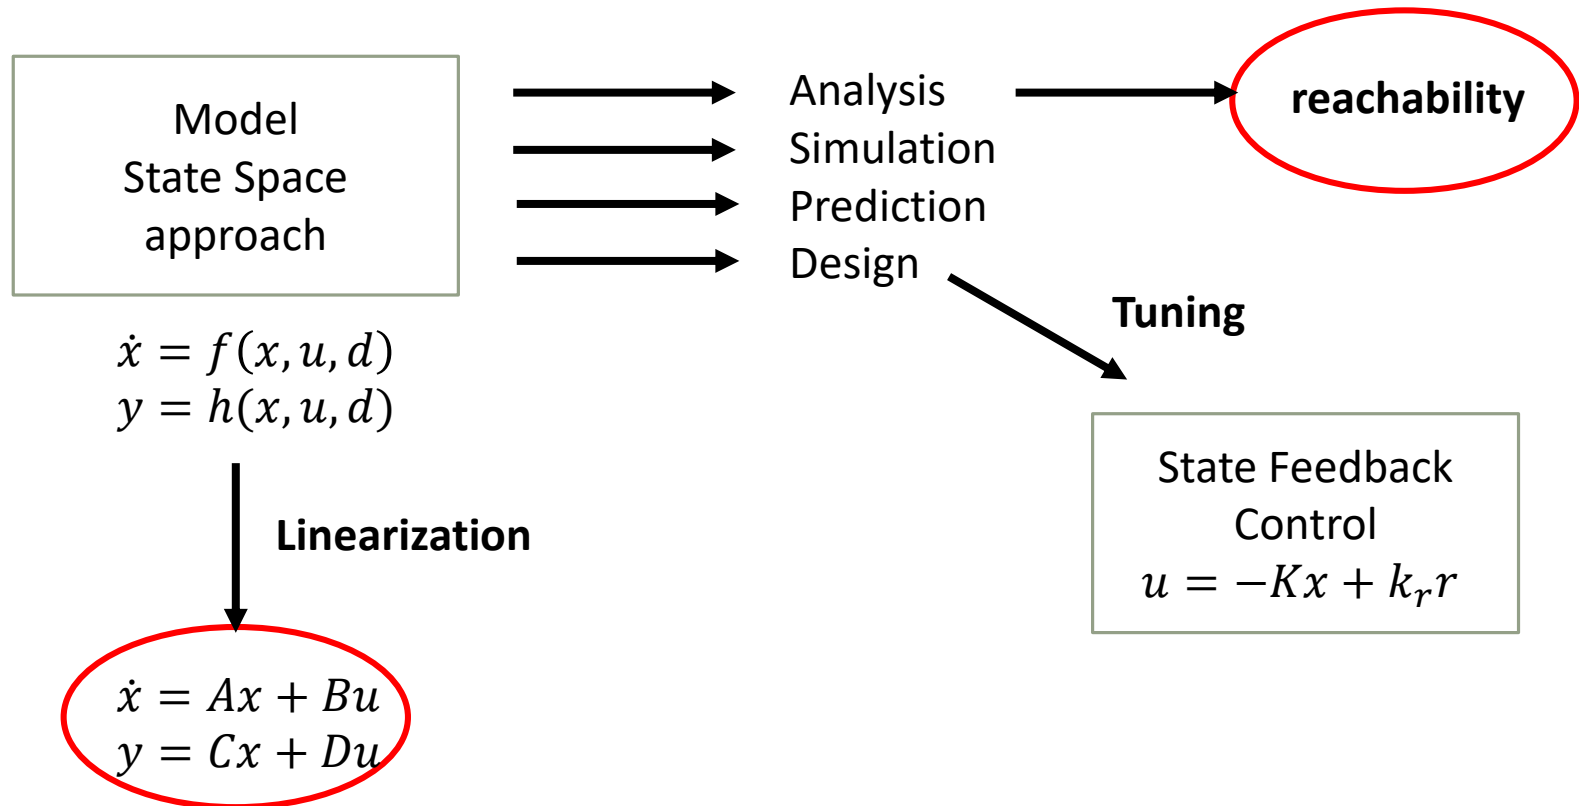 Model
State Space
approach
Analysis
Simulation
Prediction
Design
reachability
Tuning
ẋ = f(x, u, d)
y = h(x, u, d)
Linearization
State Feedback
Control
u = −Kx + kᵣr
ẋ = Ax + Bu
y = Cx + Du